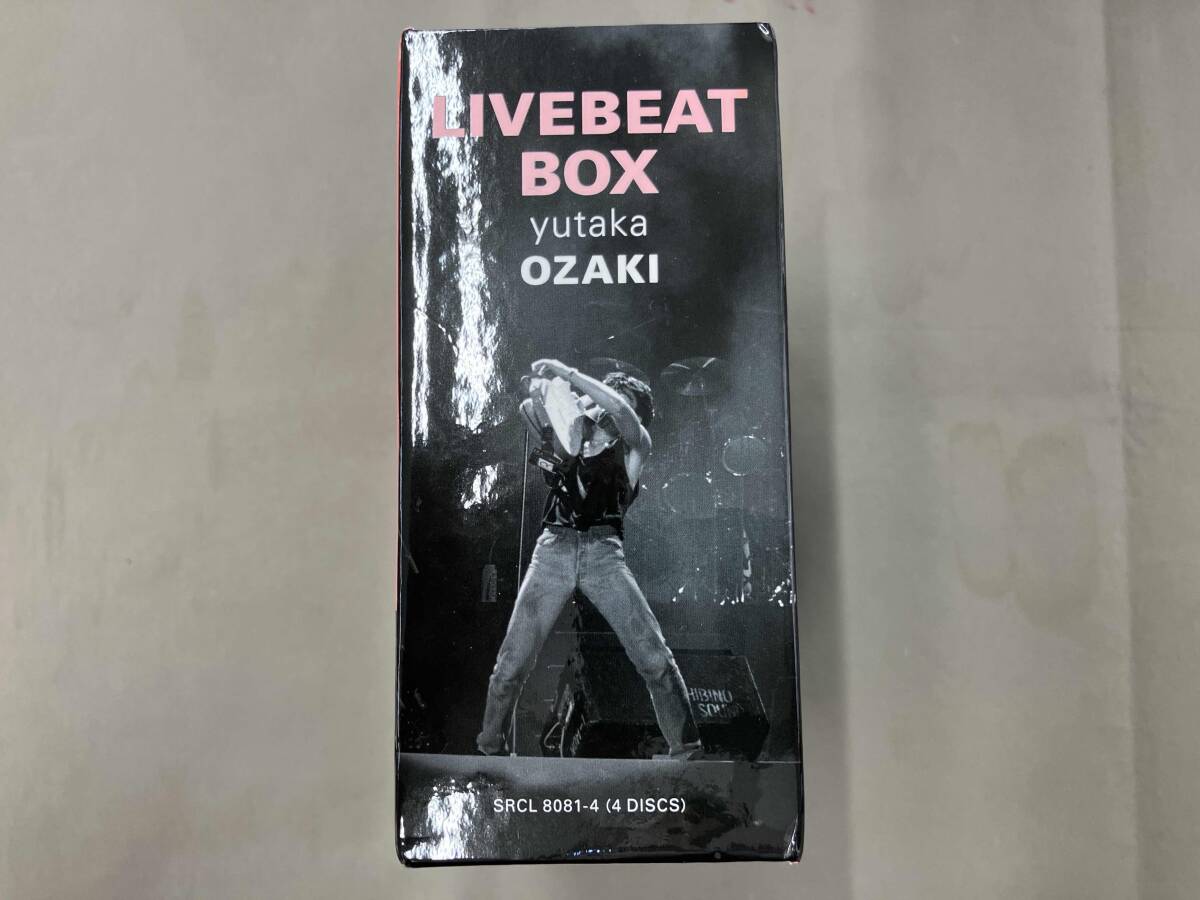 LIVEBEAT
BOX
yutaka
OZAKI
HIBINO
SOUND
SRCL 8081-4 (4 DISCS)